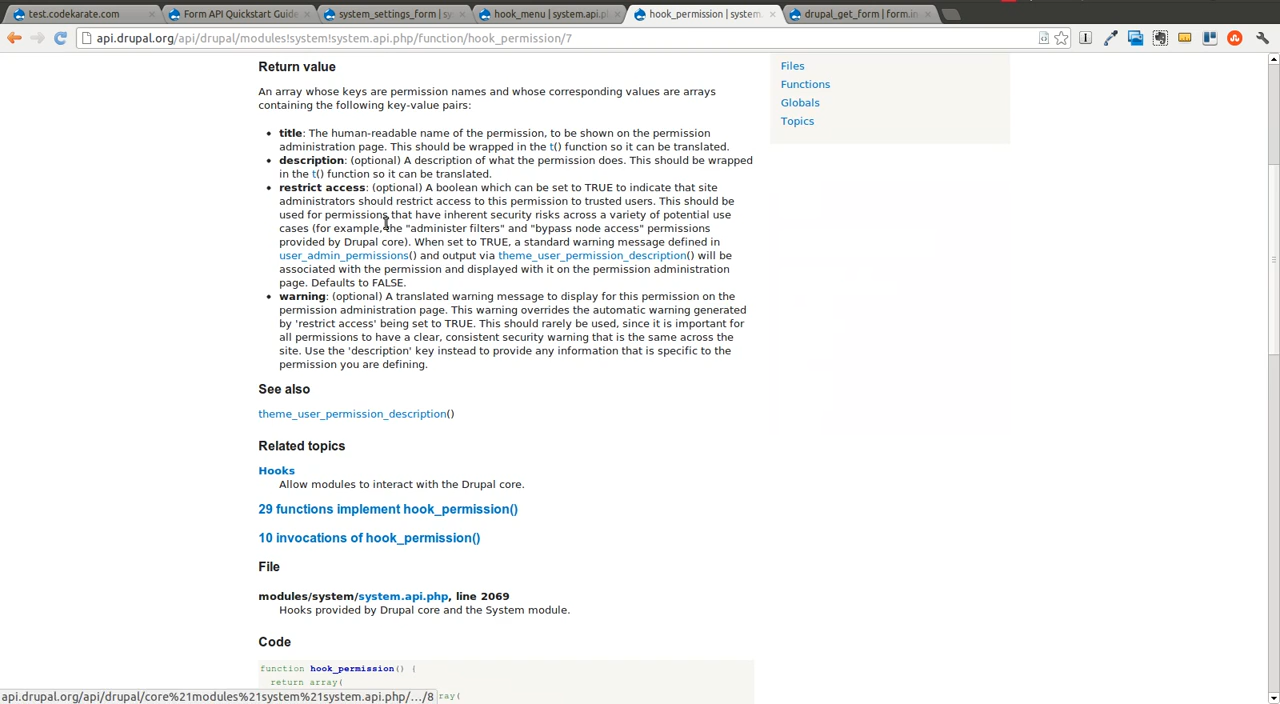 test.codekarate.com
Form API Quickstart Guide
system_settings_form | sy
hook_menu | system.api.p
hook_permission | system.
drupal_get_form | form.in
api.drupal.org/api/drupal/modules!system!system.api.php/function/hook_permission/7
Return value
An array whose keys are permission names and whose corresponding values are arrays
containing the following key-value pairs:
• title: The human-readable name of the permission, to be shown on the permission
administration page. This should be wrapped in the t() function so it can be translated.
• description: (optional) A description of what the permission does. This should be wrapped
in the t() function so it can be translated.
• restrict access: (optional) A boolean which can be set to TRUE to indicate that site
administrators should restrict access to this permission to trusted users. This should be
used for permissions that have inherent security risks across a variety of potential use
cases (for example, the "administer filters" and "bypass node access" permissions
provided by Drupal core). When set to TRUE, a standard warning message defined in
user_admin_permissions() and output via theme_user_permission_description() will be
associated with the permission and displayed with it on the permission administration
page. Defaults to FALSE.
• warning: (optional) A translated warning message to display for this permission on the
permission administration page. This warning overrides the automatic warning generated
by 'restrict access' being set to TRUE. This should rarely be used, since it is important for
all permissions to have a clear, consistent security warning that is the same across the
site. Use the 'description' key instead to provide any information that is specific to the
permission you are defining.
See also
theme_user_permission_description()
Related topics
Hooks
Allow modules to interact with the Drupal core.
29 functions implement hook_permission()
10 invocations of hook_permission()
File
modules/system/system.api.php, line 2069
Hooks provided by Drupal core and the System module.
Code
function hook_permission() {
return array(
ray(
Files
Functions
Globals
Topics
api.drupal.org/api/drupal/core%21modules%21system%21system.api.php/.../8